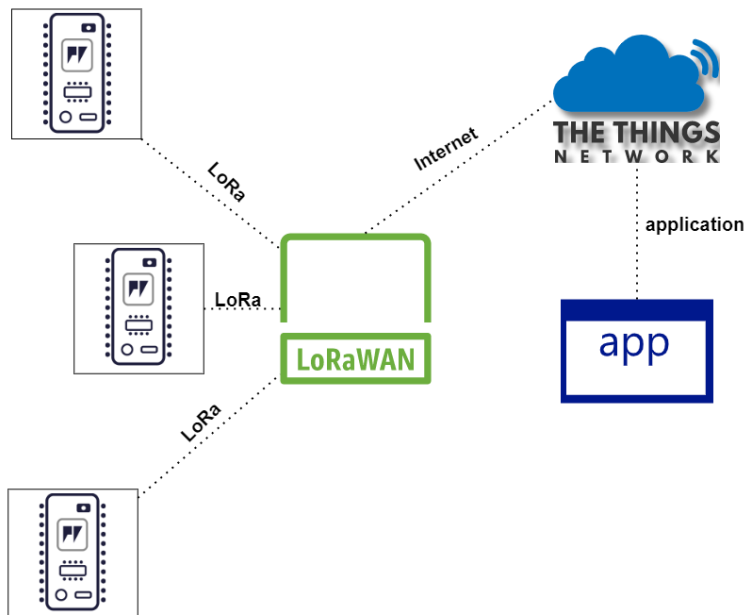 LoRa
Internet
THE THINGS
NETWORK
application
LoRa
LoRaWAN
app
LoRa